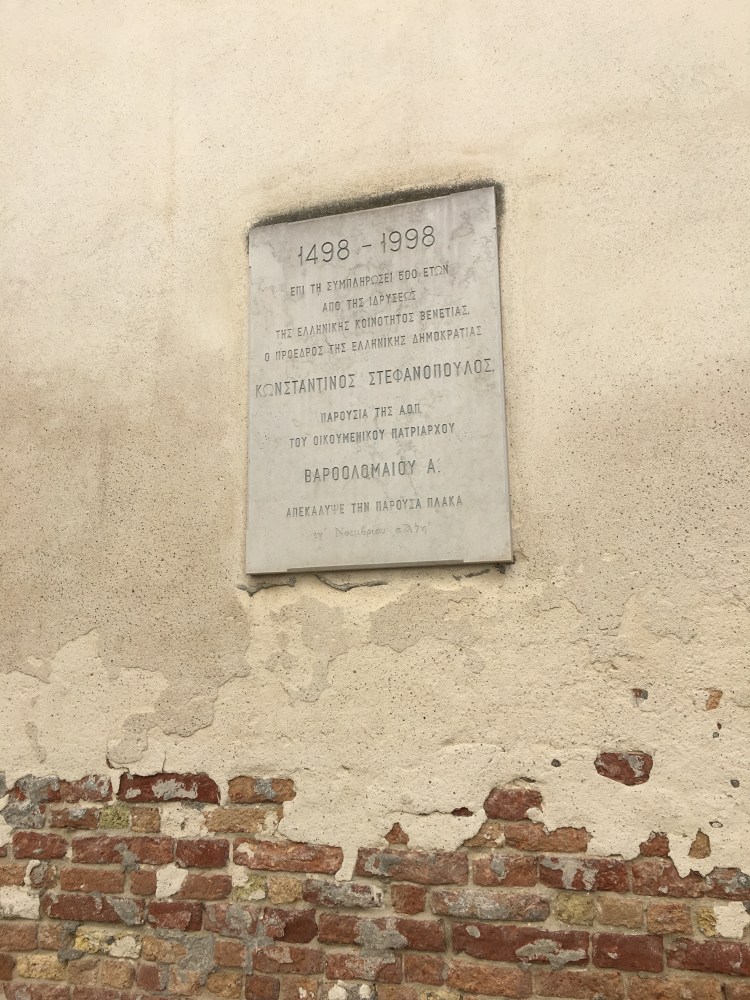 1498 - 1998
ΕΠΙ ΤΗ ΣΥΜΠΛΗΡΩΣΕΙ 500 ΕΤΩΝ
ΑΠΟ ΤΗΣ ΙΔΡΥΣΕΩΣ
ΤΗΣ ΕΛΛΗΝΙΚΗΣ ΚΟΙΝΟΤΗΤΟΣ ΒΕΝΕΤΙΑΣ,
Ο ΠΡΟΕΔΡΟΣ ΤΗΣ ΕΛΛΗΝΙΚΗΣ ΔΗΜΟΚΡΑΤΙΑΣ
ΚΩΝΣΤΑΝΤΙΝΟΣ ΣΤΕΦΑΝΟΠΟΥΛΟΣ,
ΠΑΡΟΥΣΙΑ ΤΗΣ Α.Θ.Π.
ΤΟΥ ΟΙΚΟΥΜΕΝΙΚΟΥ ΠΑΤΡΙΑΡΧΟΥ
ΒΑΡΘΟΛΟΜΑΙΟΥ Α΄.
ΑΠΕΚΑΛΥΨΕ ΤΗΝ ΠΑΡΟΥΣΑ ΠΛΑΚΑ
Νοεμβρίου